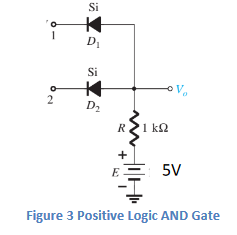 Si
1
D1
Si
Vo
2
D2
R
1 kΩ
+
E
5V
-
Figure 3 Positive Logic AND Gate